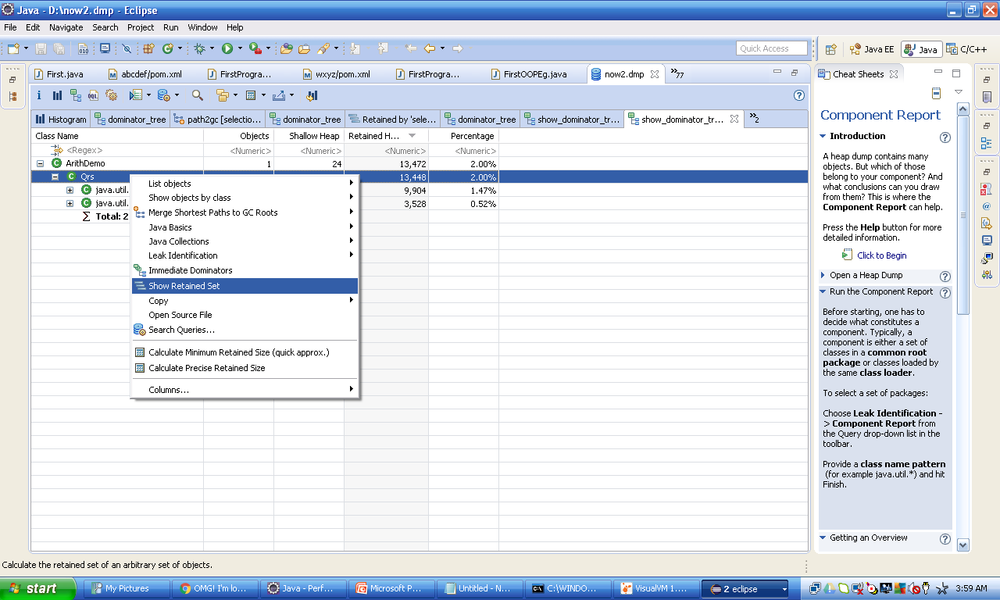 Java - D:\now2.dmp - Eclipse
File Edit Navigate Search Project Run Window Help
Quick Access
Java EE Java C/C++
First.java abcdef/pom.xml FirstProgra... wxyz/pom.xml FirstProgra... FirstOOPEg.java now2.dmp »77
Histogram dominator_tree path2gc [selectio... dominator_tree Retained by ‘... dominator_tree show_dominator_tr... show_dominator_tr... »2
Class Name Objects Shallow Heap Retained H... Percentage
<Regex> <Numeric> <Numeric> <Numeric> <Numeric>
ArithDemo 1 24 13,472 2.00%
Qrs 13,448 2.00%
java.util. 9,904 1.47%
java.util. 3,528 0.52%
Σ Total: 2
List objects
Show objects by class
Merge Shortest Paths to GC Roots
Java Basics
Java Collections
Leak Identification
Immediate Dominators
Show Retained Set
Copy
Open Source File
Search Queries...
Calculate Minimum Retained Size (quick approx.)
Calculate Precise Retained Size
Columns...
Cheat Sheets
Component Report
Introduction
A heap dump contains many
objects. But which of those
belong to your component? And
what conclusions can you draw
from them? This is where the
Component Report can help.
Press the Help button for more
detailed information.
Click to Begin
Open a Heap Dump
Run the Component Report
Before starting, one has to
decide what constitutes a
component. Typically, a
component is either a set of
classes in a common root
package or classes loaded by
the same class loader.
To select a set of packages:
Choose Leak Identification -
> Component Report from
the Query drop-down list in the
toolbar.
Provide a class name pattern
(for example java.util.*) and hit
Finish.
Getting an Overview
Calculate the retained set of an arbitrary set of objects.
start My Pictures OMG! I'm lo... Java - Perf... Microsoft P... Untitled - N... C:\WINDO... VisualVM 1.... 2 eclipse 3:59 AM